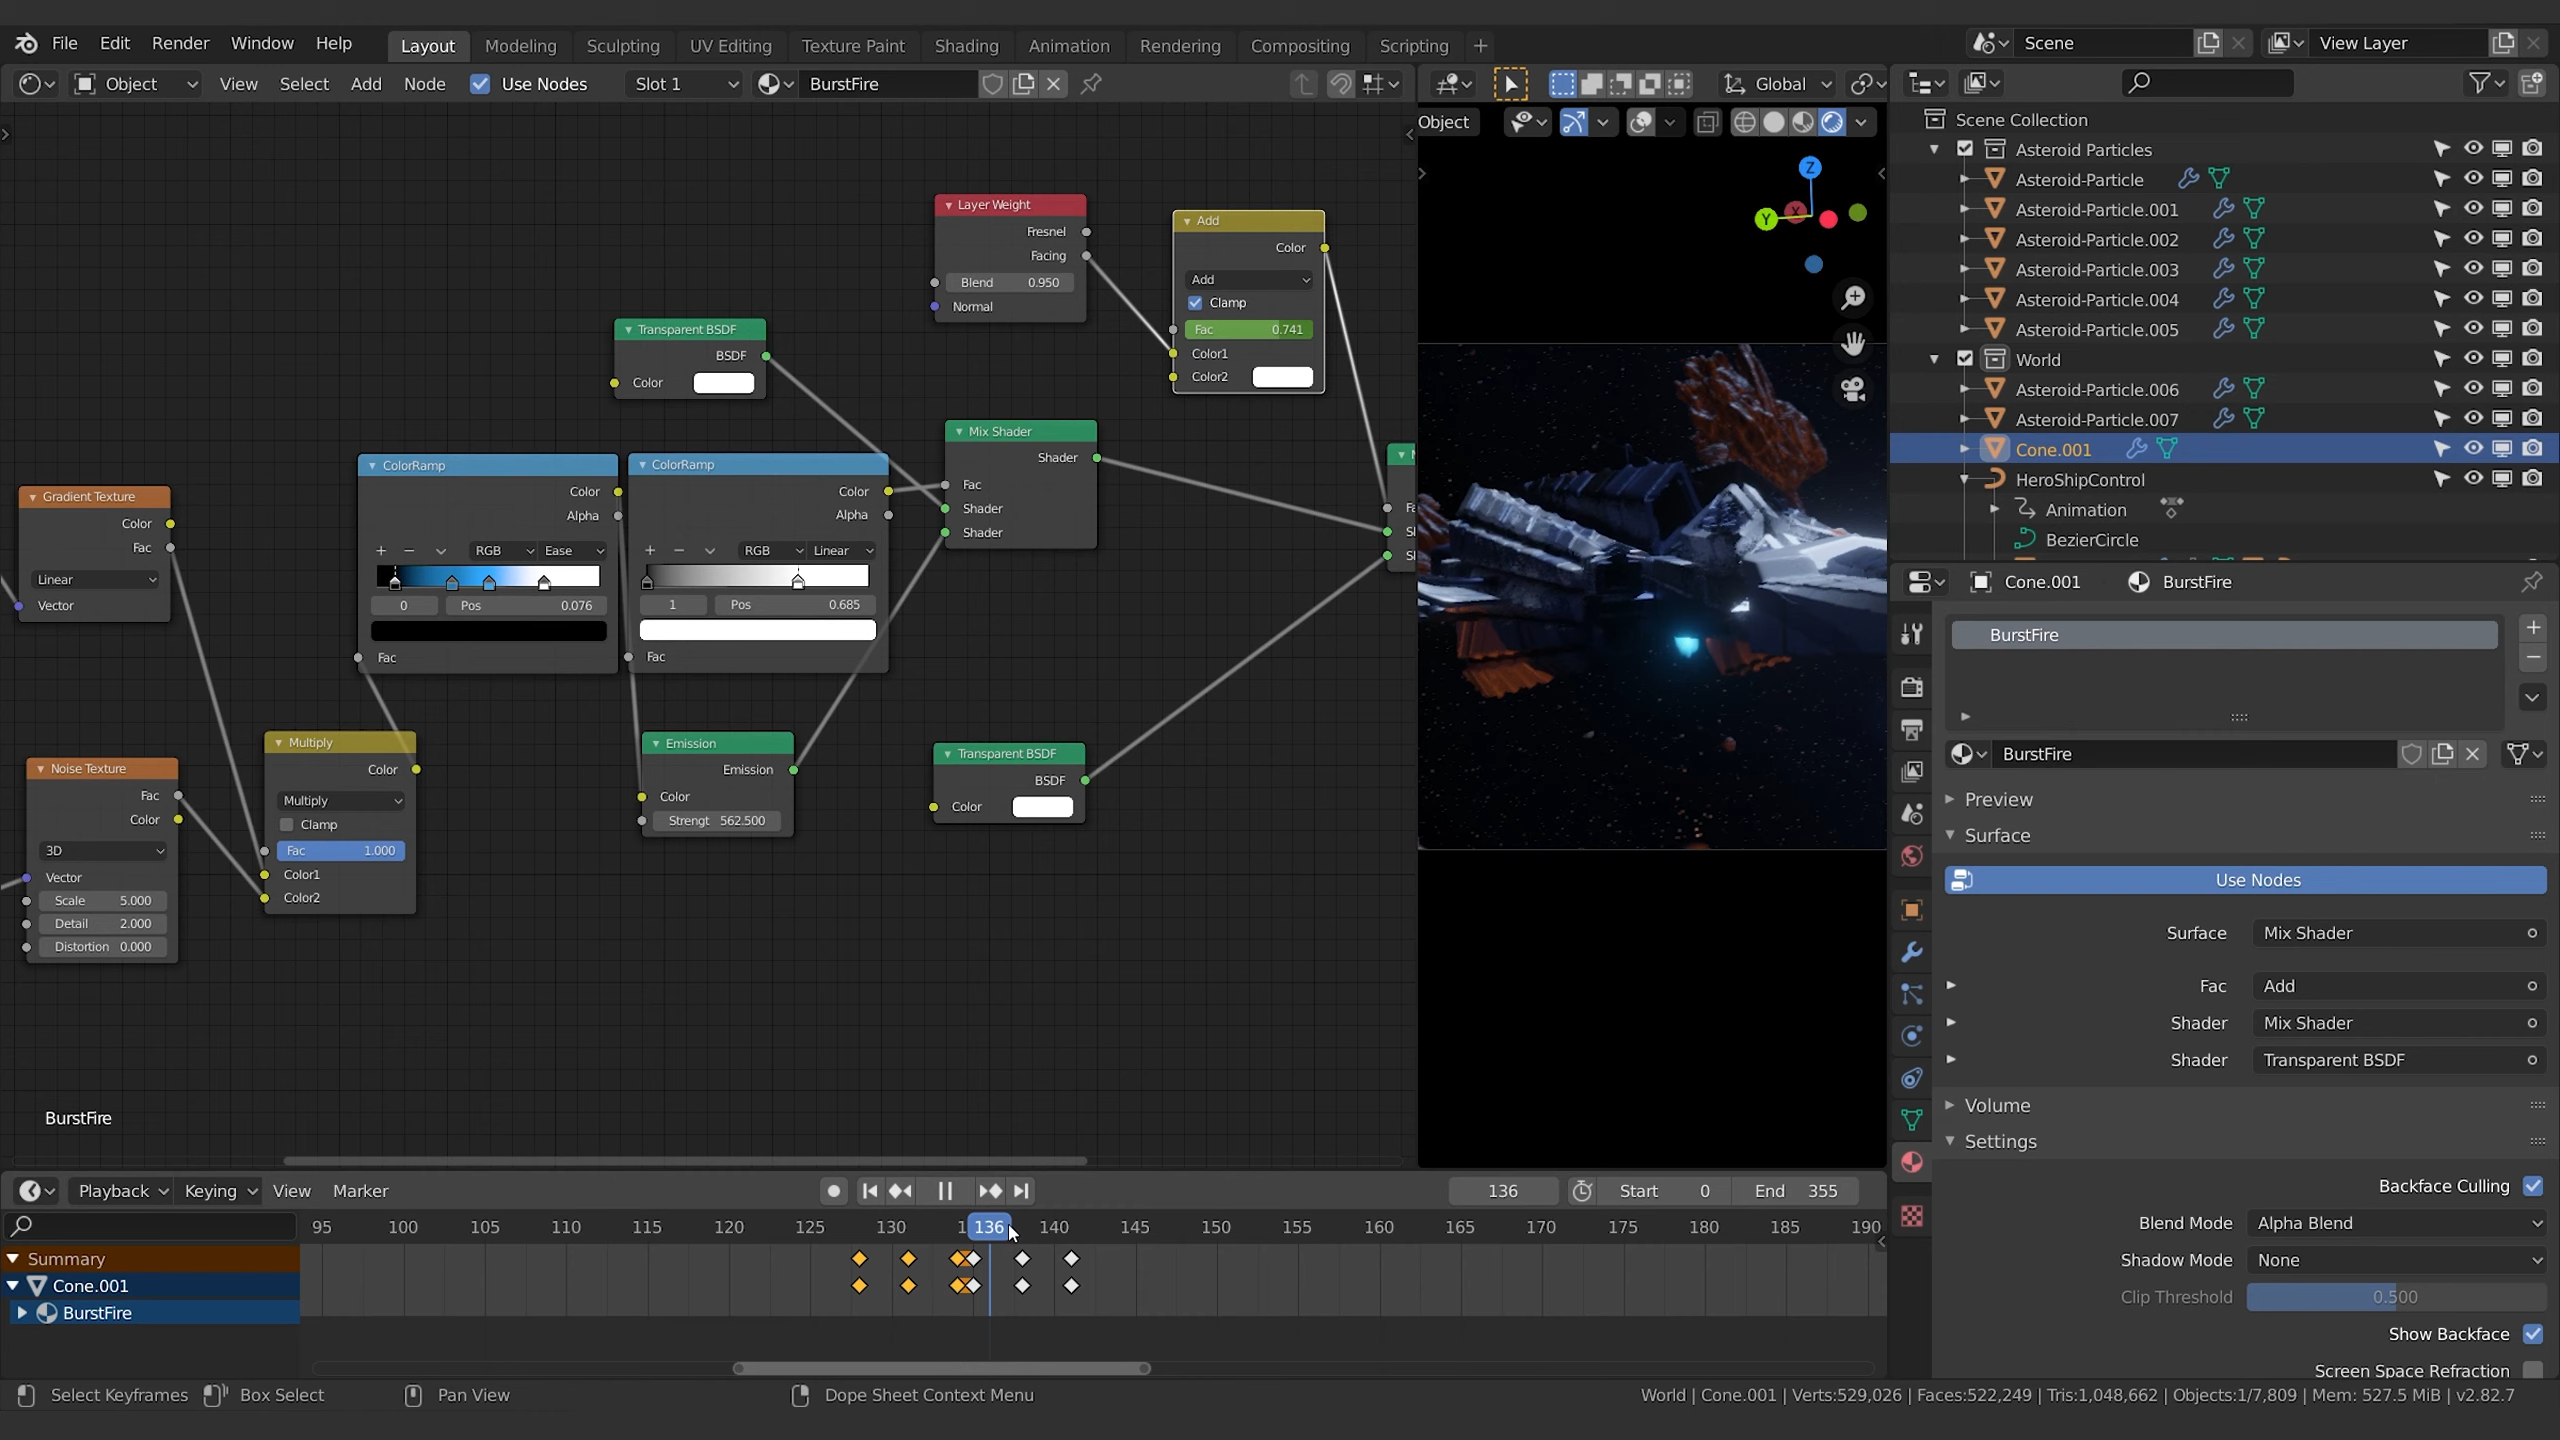 File Edit Render Window Help Layout Modeling Sculpting UV Editing Texture Paint Shading Animation Rendering Compositing Scripting + Scene View Layer
Object View Select Add Node Use Nodes Slot 1 BurstFire Global
Object
Layer Weight
Fresnel
Facing
Blend 0.950
Normal
Add
Color
Add
Clamp
Fac 0.741
Color1
Color2
Transparent BSDF
BSDF
Color
Mix Shader
Shader
Fac
Shader
Shader
ColorRamp
Color
Alpha
RGB Ease
0 Pos 0.076
Fac
ColorRamp
Color
Alpha
RGB Linear
1 Pos 0.685
Fac
Gradient Texture
Color
Fac
Linear
Vector
Multiply
Color
Multiply
Clamp
Fac 1.000
Color1
Color2
Noise Texture
Fac
Color
3D
Vector
Scale 5.000
Detail 2.000
Distortion 0.000
Emission
Emission
Color
Strengt 562.500
Transparent BSDF
BSDF
Color
BurstFire
X
Y
Z
Scene Collection
Asteroid Particles
Asteroid-Particle
Asteroid-Particle.001
Asteroid-Particle.002
Asteroid-Particle.003
Asteroid-Particle.004
Asteroid-Particle.005
World
Asteroid-Particle.006
Asteroid-Particle.007
Cone.001
HeroShipControl
Animation
BezierCircle
Cone.001 BurstFire
BurstFire
BurstFire
Preview
Surface
Use Nodes
Surface Mix Shader
Fac Add
Shader Mix Shader
Shader Transparent BSDF
Volume
Settings
Backface Culling
Blend Mode Alpha Blend
Shadow Mode None
Clip Threshold 0.500
Show Backface
Screen Space Refraction
Playback Keying View Marker 136 Start 0 End 355
95 100 105 110 115 120 125 130 136 140 145 150 155 160 165 170 175 180 185 190
Summary
Cone.001
BurstFire
Select Keyframes Box Select Pan View Dope Sheet Context Menu World | Cone.001 | Verts:529,026 | Faces:522,249 | Tris:1,048,662 | Objects:1/7,809 | Mem: 527.5 MiB | v2.82.7